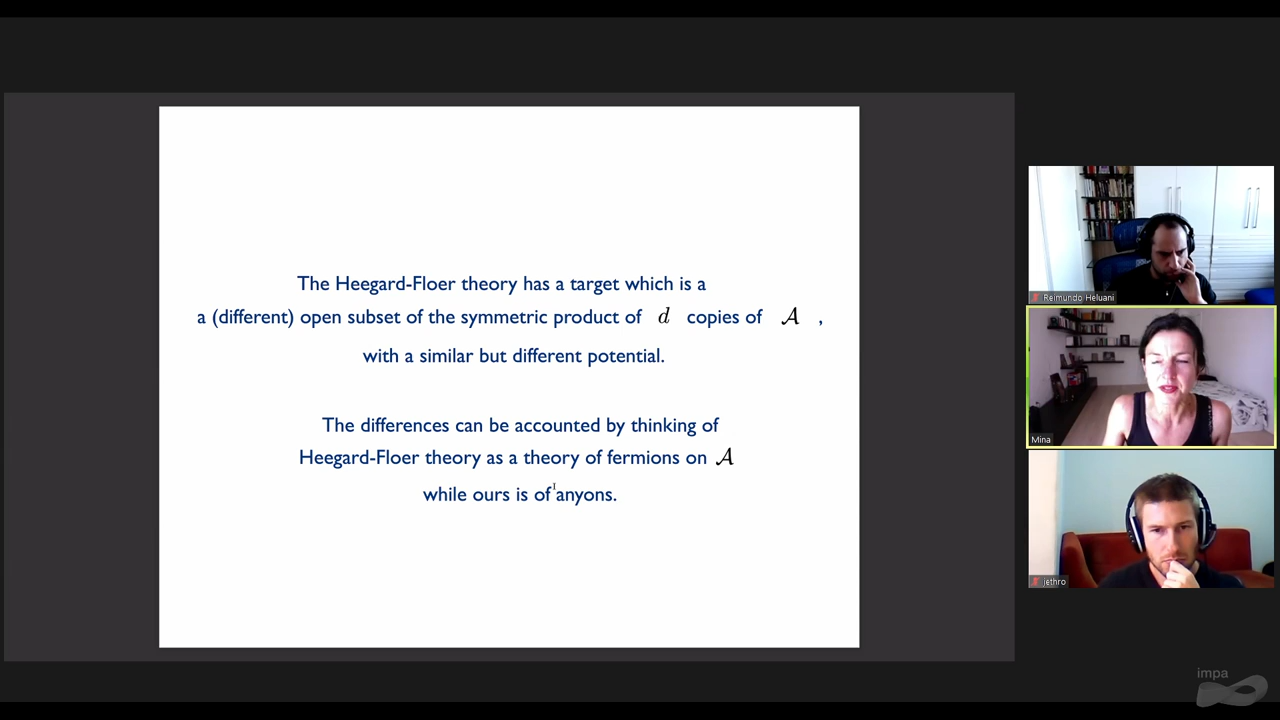 The Heegard-Floer theory has a target which is a
a (different) open subset of the symmetric product of d copies of 𝒜 ,
with a similar but different potential.
The differences can be accounted by thinking of
Heegard-Floer theory as a theory of fermions on 𝒜
while ours is of anyons.
Reimundo Heluani
Mina
jethro
impa